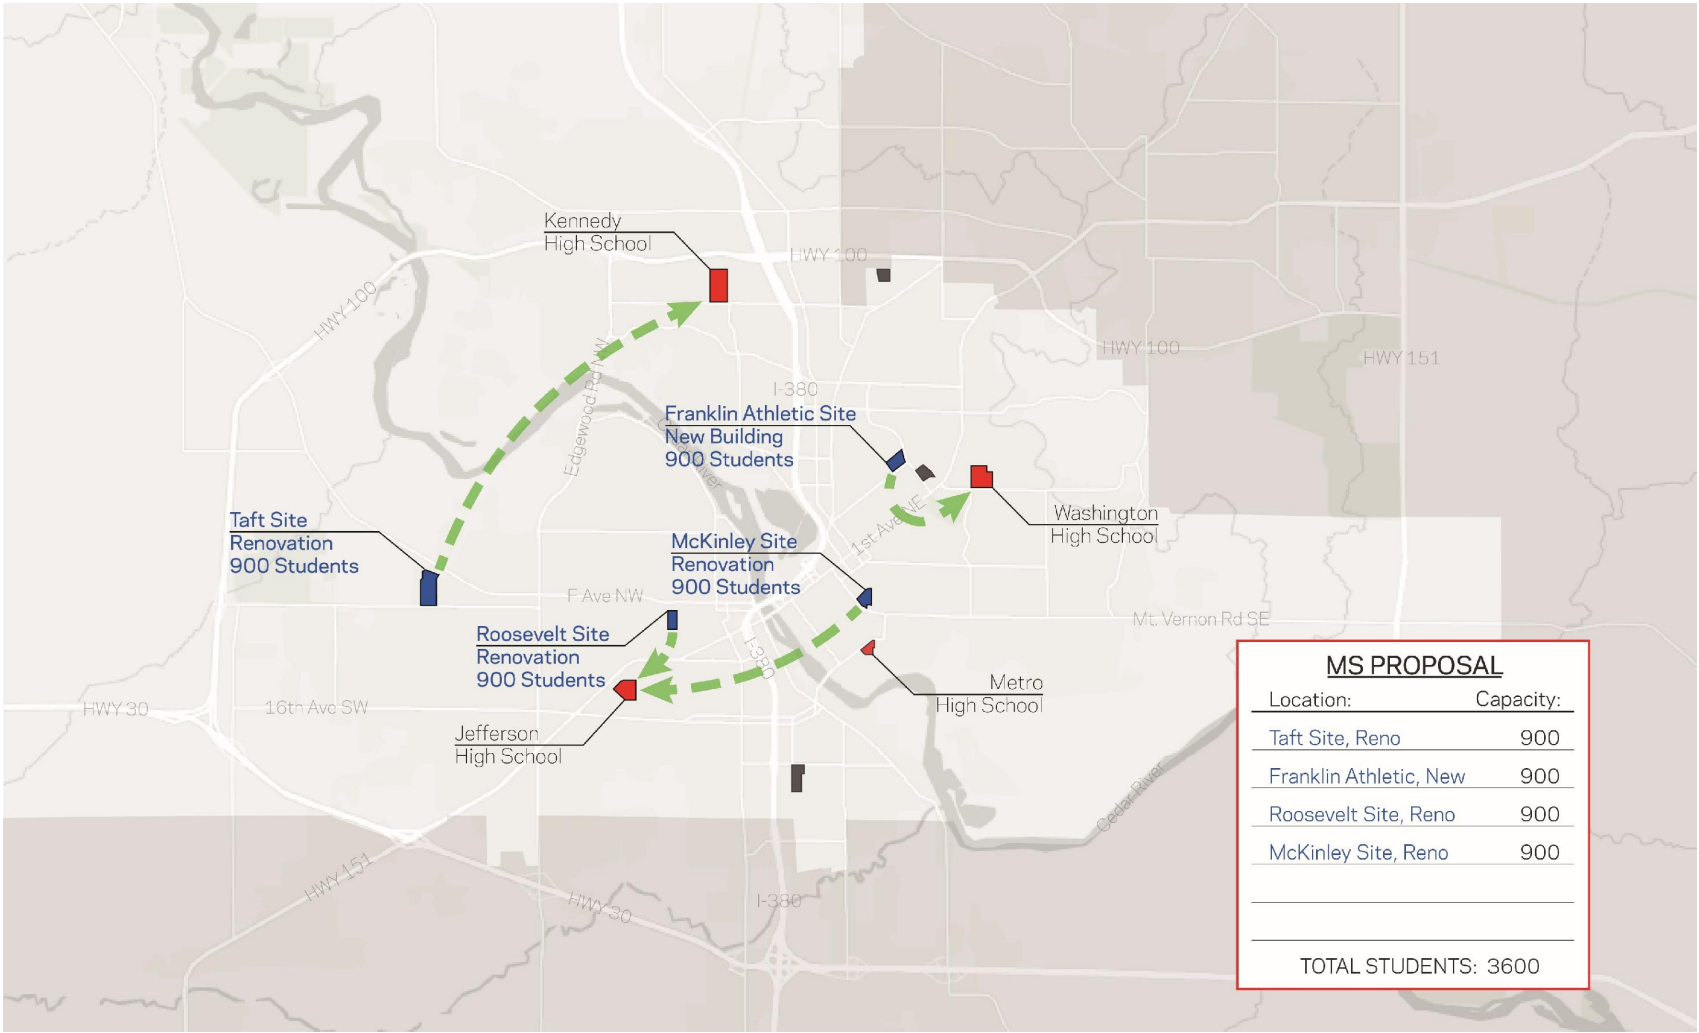 Kennedy
High School
HWY 100
HWY 100
HWY 100
HWY 151
I-380
Edgewood Rd NW
Cedar River
Franklin Athletic Site
New Building
900 Students
1st Ave NE
Washington
High School
Taft Site
Renovation
900 Students
McKinley Site
Renovation
900 Students
F Ave NW
Mt. Vernon Rd SE
Roosevelt Site
Renovation
900 Students
I-380
Metro
High School
HWY 30
16th Ave SW
Jefferson
High School
Cedar River
HWY 151
HWY 30
I-380
MS PROPOSAL
Location: Capacity:
Taft Site, Reno 900
Franklin Athletic, New 900
Roosevelt Site, Reno 900
McKinley Site, Reno 900
TOTAL STUDENTS: 3600